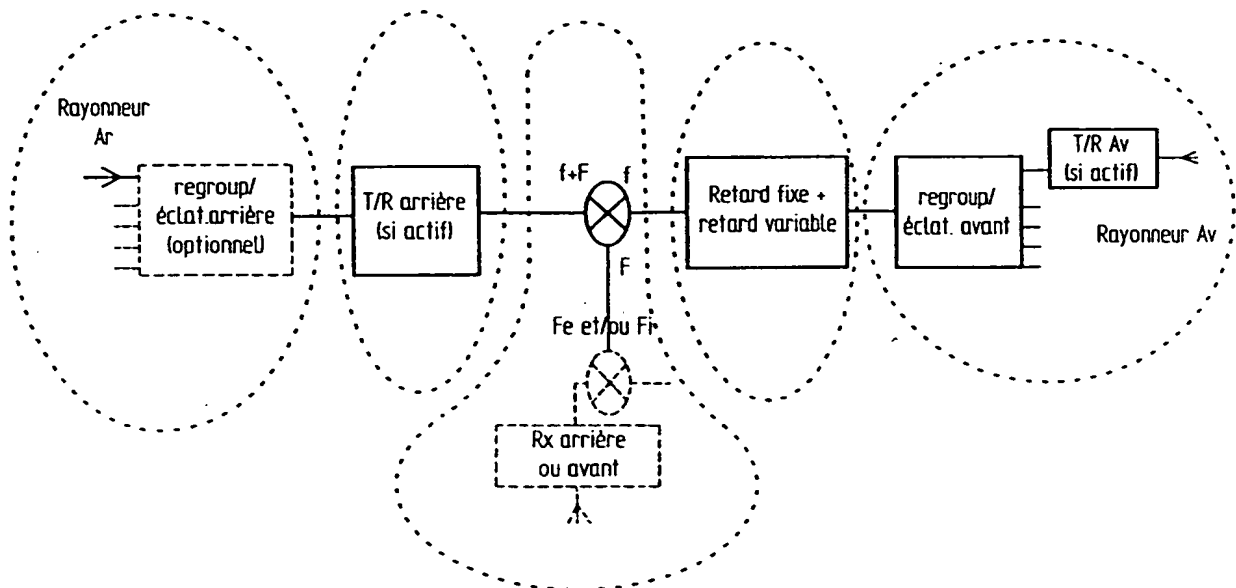 Rayonneur
Ar
regroup/
éclat.arrière
(optionnel)
T/R arrière
(si actif)
f+F
f
F
Fe et/ou Fi
Rx arrière
ou avant
Retard fixe +
retard variable
regroup/
éclat. avant
T/R Av
(si actif)
Rayonneur Av